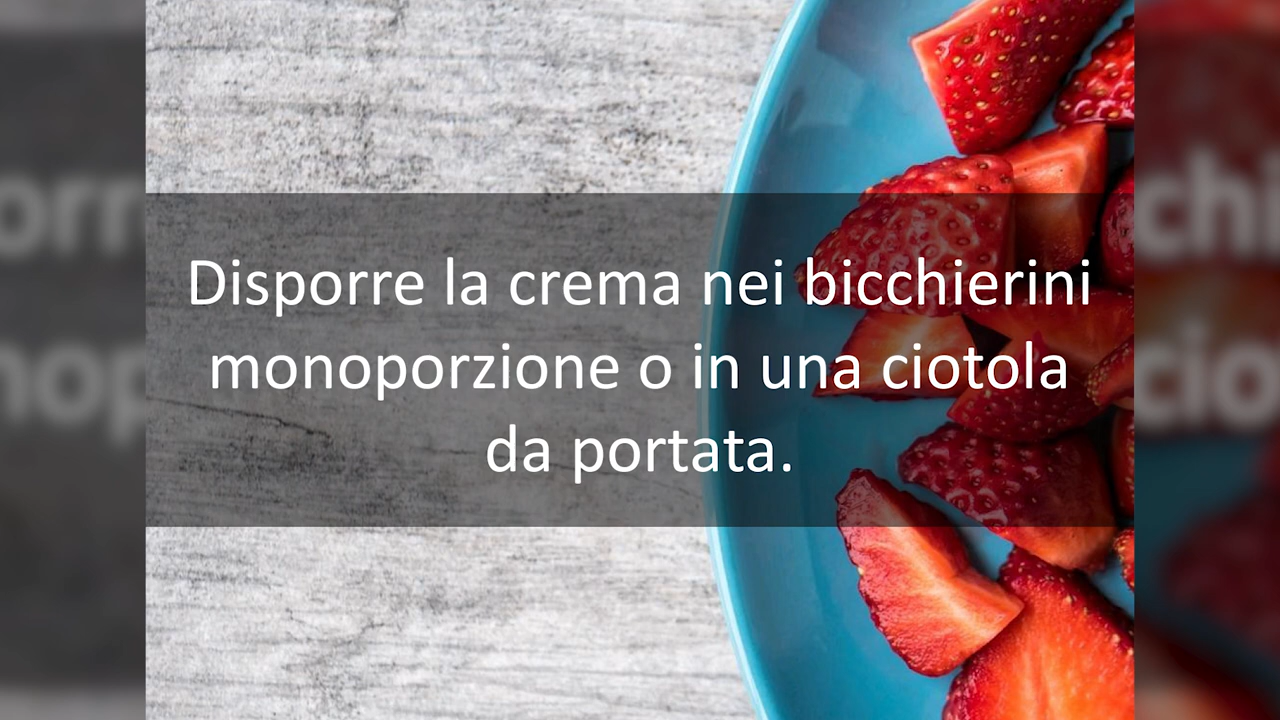 Disporre la crema nei bicchierini
monoporzione o in una ciotola
da portata.